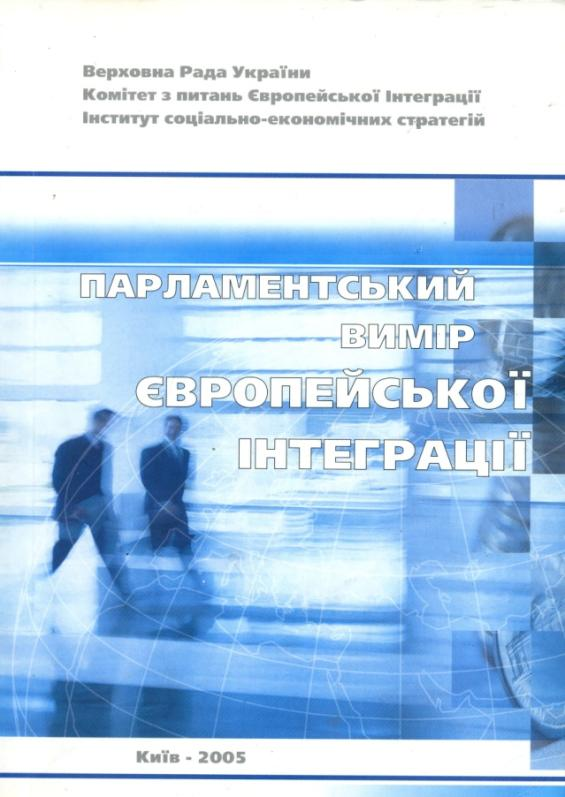 Верховна Рада України
Комітет з питань Європейської Інтеграції
Інститут соціально-економічних стратегій
ПАРЛАМЕНТСЬКИЙ
ВИМІР
ЄВРОПЕЙСЬКОЇ
ІНТЕГРАЦІЇ
Київ - 2005